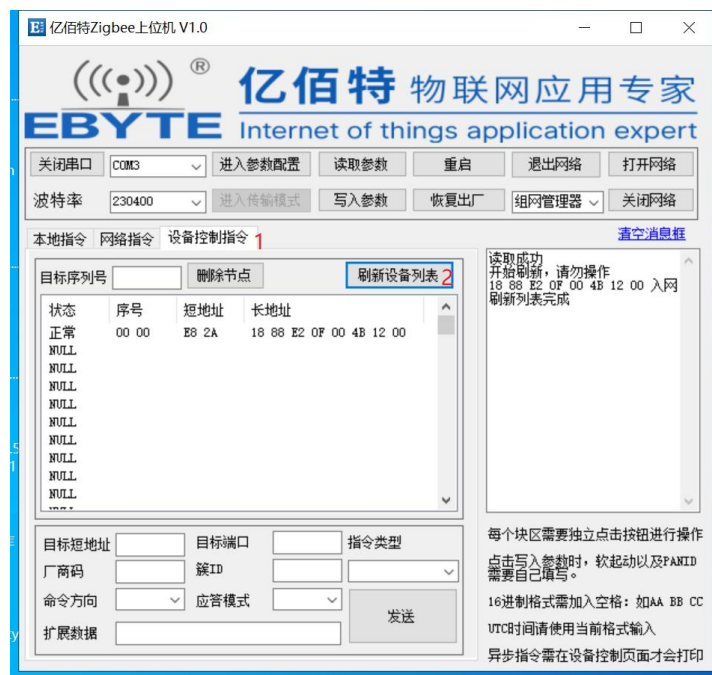 亿佰特Zigbee上位机 V1.0
®
亿佰特 物联网应用专家
EBYTE Internet of things application expert
关闭串口 COM3 进入参数配置 读取参数 重启 退出网络 打开网络
波特率 230400 进入传输模式 写入参数 恢复出厂 组网管理器 关闭网络
本地指令 网络指令 设备控制指令 1 清空消息框
目标序列号 删除节点 刷新设备列表 2
状态 序号 短地址 长地址
正常 00 00 E8 2A 18 88 E2 0F 00 4B 12 00
NULL
NULL
NULL
NULL
NULL
NULL
NULL
NULL
NULL
读取成功
开始刷新，请勿操作
18 88 E2 0F 00 4B 12 00 入网
刷新列表完成
目标短地址 目标端口 指令类型
厂商码 簇ID
命令方向 应答模式 发送
扩展数据
每个块区需要独立点击按钮进行操作
点击写入参数时，软起动以及PANID
需要自己填写。
16进制格式需加入空格：如AA BB CC
UTC时间请使用当前格式输入
异步指令需在设备控制页面才会打印